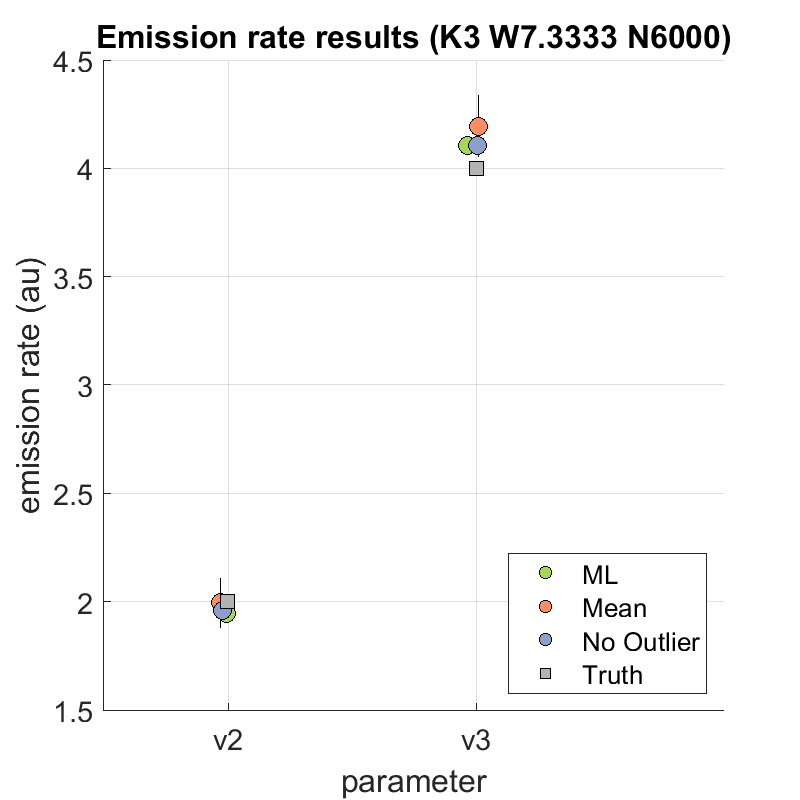 Emission rate results (K3 W7.3333 N6000)
4.5
4
3.5
3
2.5
2
1.5
emission rate (au)
v2
v3
parameter
ML
Mean
No Outlier
Truth